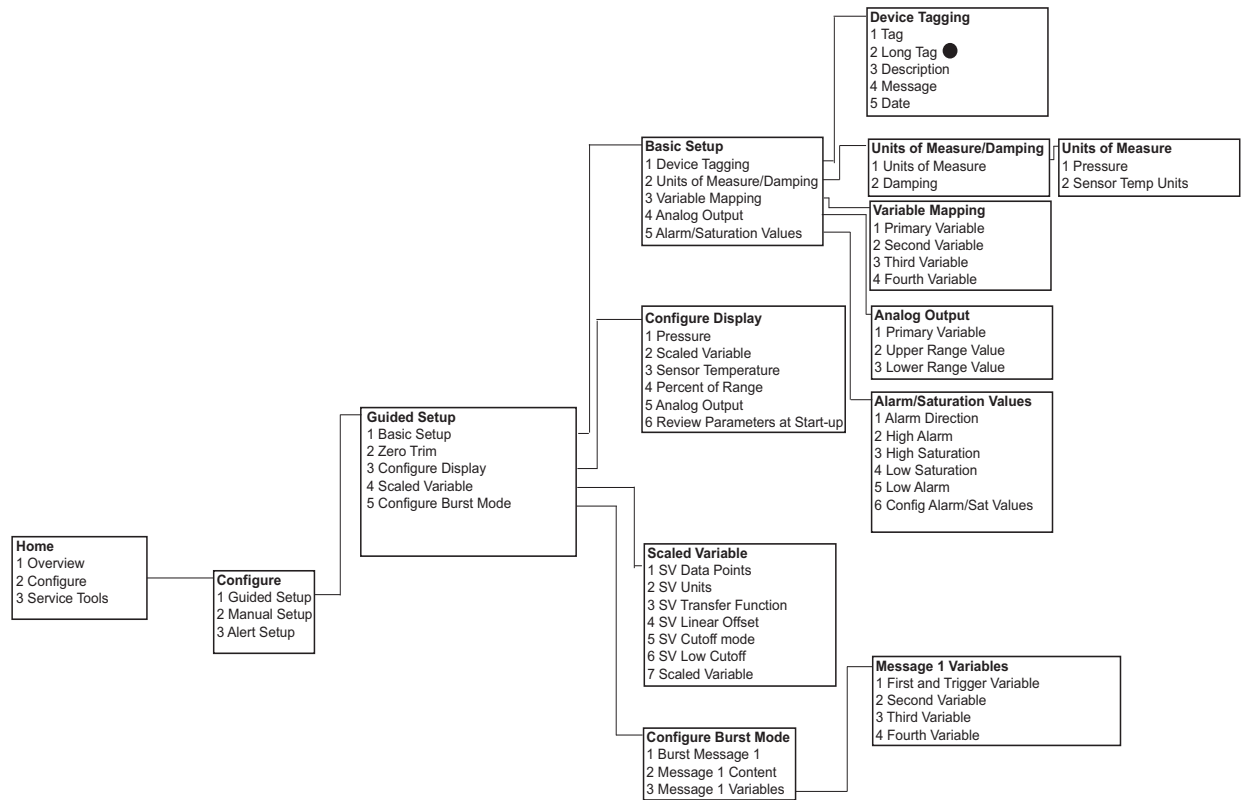 Home
1 Overview
2 Configure
3 Service Tools
Configure
1 Guided Setup
2 Manual Setup
3 Alert Setup
Guided Setup
1 Basic Setup
2 Zero Trim
3 Configure Display
4 Scaled Variable
5 Configure Burst Mode
Basic Setup
1 Device Tagging
2 Units of Measure/Damping
3 Variable Mapping
4 Analog Output
5 Alarm/Saturation Values
Device Tagging
1 Tag
2 Long Tag
3 Description
4 Message
5 Date
Units of Measure/Damping
1 Units of Measure
2 Damping
Units of Measure
1 Pressure
2 Sensor Temp Units
Variable Mapping
1 Primary Variable
2 Second Variable
3 Third Variable
4 Fourth Variable
Analog Output
1 Primary Variable
2 Upper Range Value
3 Lower Range Value
Alarm/Saturation Values
1 Alarm Direction
2 High Alarm
3 High Saturation
4 Low Saturation
5 Low Alarm
6 Config Alarm/Sat Values
Configure Display
1 Pressure
2 Scaled Variable
3 Sensor Temperature
4 Percent of Range
5 Analog Output
6 Review Parameters at Start-up
Scaled Variable
1 SV Data Points
2 SV Units
3 SV Transfer Function
4 SV Linear Offset
5 SV Cutoff mode
6 SV Low Cutoff
7 Scaled Variable
Configure Burst Mode
1 Burst Message 1
2 Message 1 Content
3 Message 1 Variables
Message 1 Variables
1 First and Trigger Variable
2 Second Variable
3 Third Variable
4 Fourth Variable